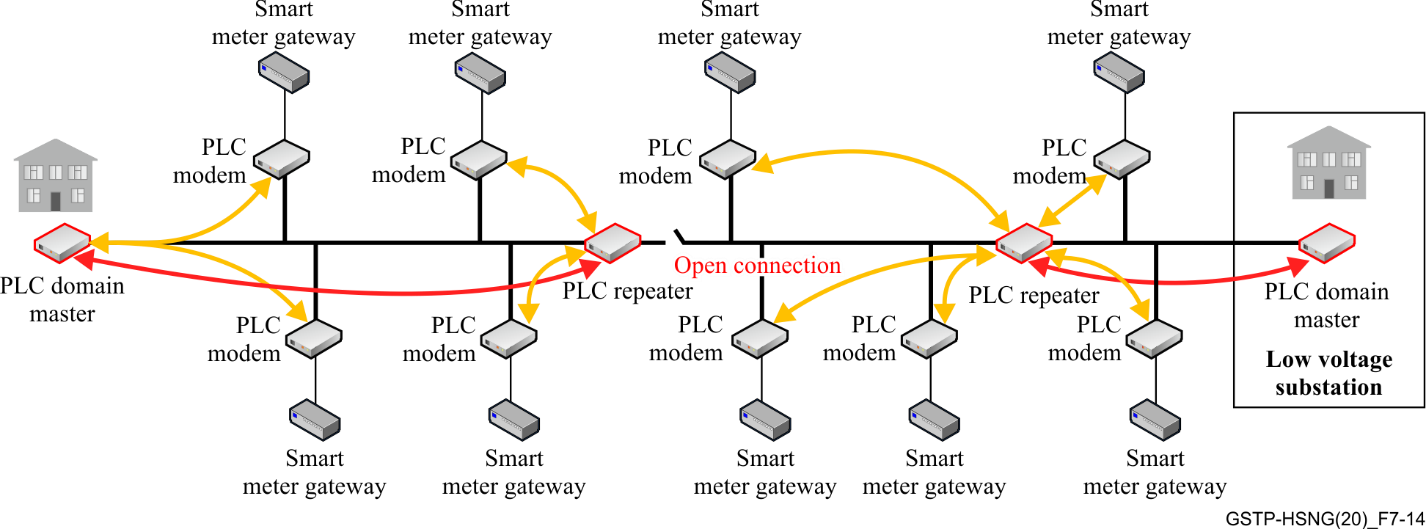 Smart
meter gateway
Smart
meter gateway
Smart
meter gateway
Smart
meter gateway
PLC
modem
PLC
modem
PLC
modem
PLC
modem
Open connection
PLC domain
master
PLC repeater
PLC repeater
PLC domain
master
PLC
modem
PLC
modem
PLC
modem
PLC
modem
PLC
modem
Low voltage
substation
Smart
meter gateway
Smart
meter gateway
Smart
meter gateway
Smart
meter gateway
Smart
meter gateway
GSTP-HSNG(20)_F7-14